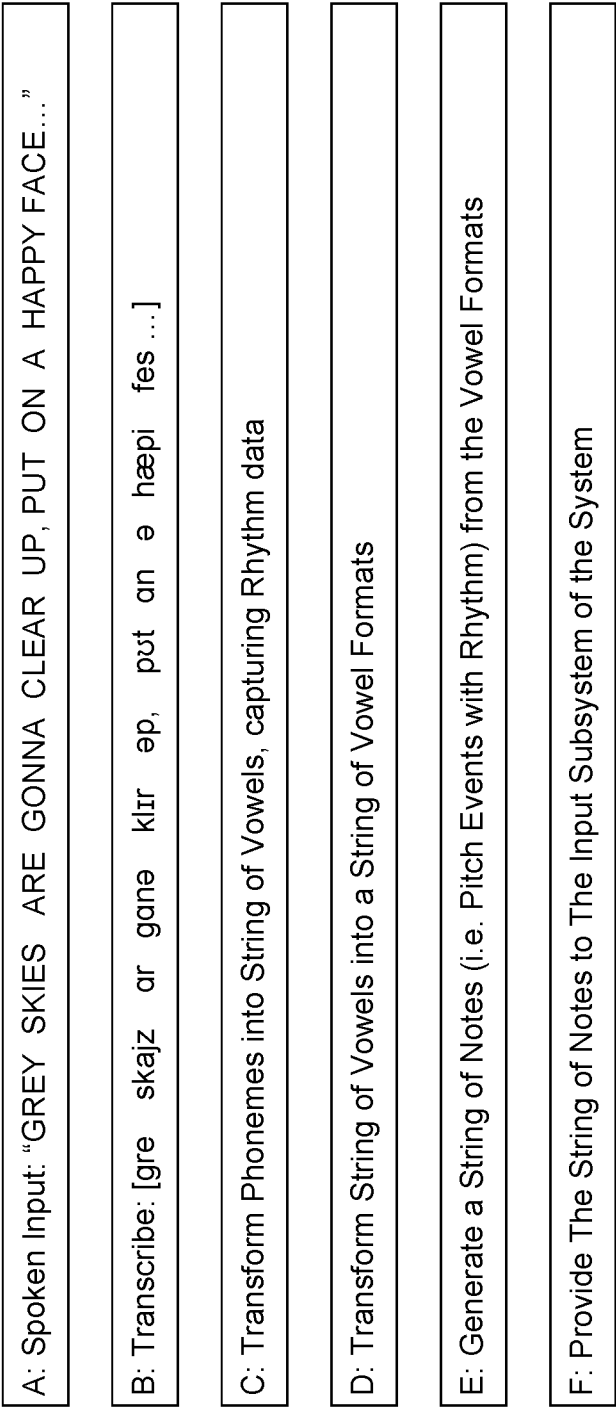 A: Spoken Input: “GREY SKIES ARE GONNA CLEAR UP, PUT ON A HAPPY FACE…”
B: Transcribe: [gre skajz ɑr gɑnə klɪr əp, pʊt ɑn ə hæpi fes …]
C: Transform Phonemes into String of Vowels, capturing Rhythm data
D: Transform String of Vowels into a String of Vowel Formats
E: Generate a String of Notes (i.e. Pitch Events with Rhythm) from the Vowel Formats
F: Provide The String of Notes to The Input Subsystem of the System